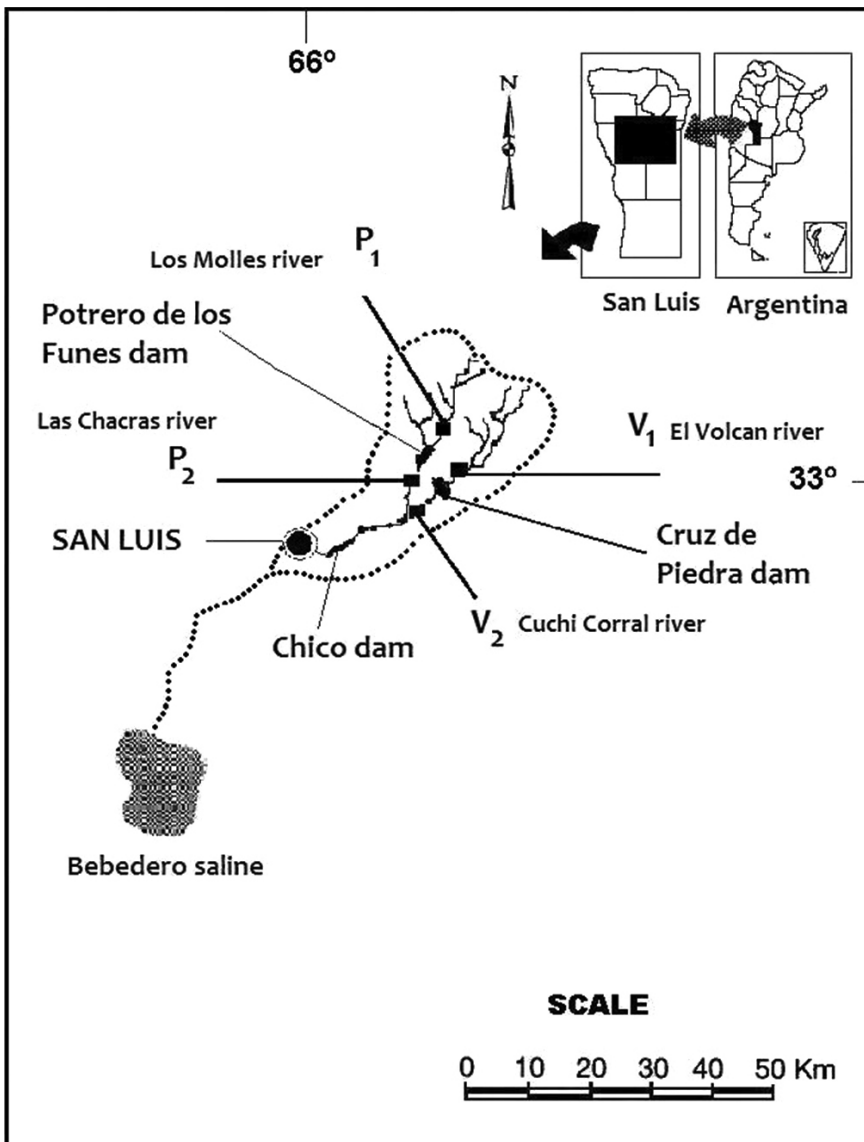 66º
N
San Luis
Argentina
P1
Los Molles river
Potrero de los
Funes dam
Las Chacras river
P2
V1 El Volcan river
33º
SAN LUIS
Cruz de
Piedra dam
V2 Cuchi Corral river
Chico dam
Bebedero saline
SCALE
0 10 20 30 40 50 Km